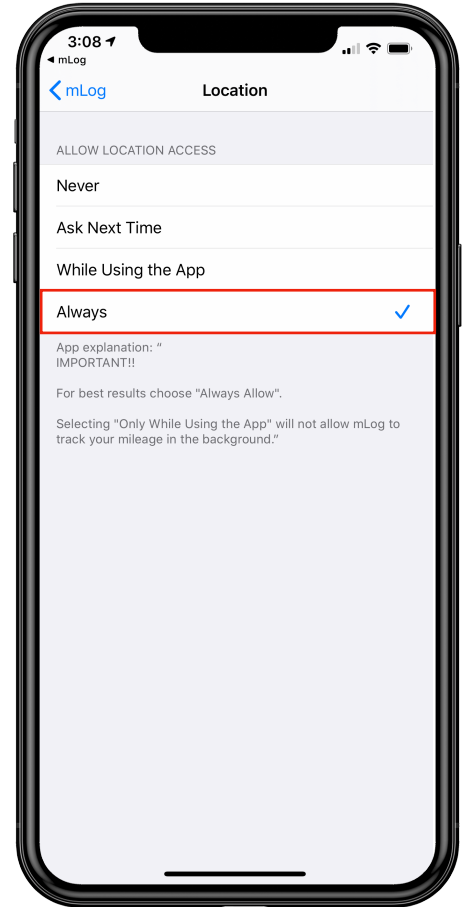 3:08
mLog
mLog
Location
ALLOW LOCATION ACCESS
Never
Ask Next Time
While Using the App
Always
App explanation: “
IMPORTANT!!
For best results choose "Always Allow".
Selecting "Only While Using the App" will not allow mLog to
track your mileage in the background.”